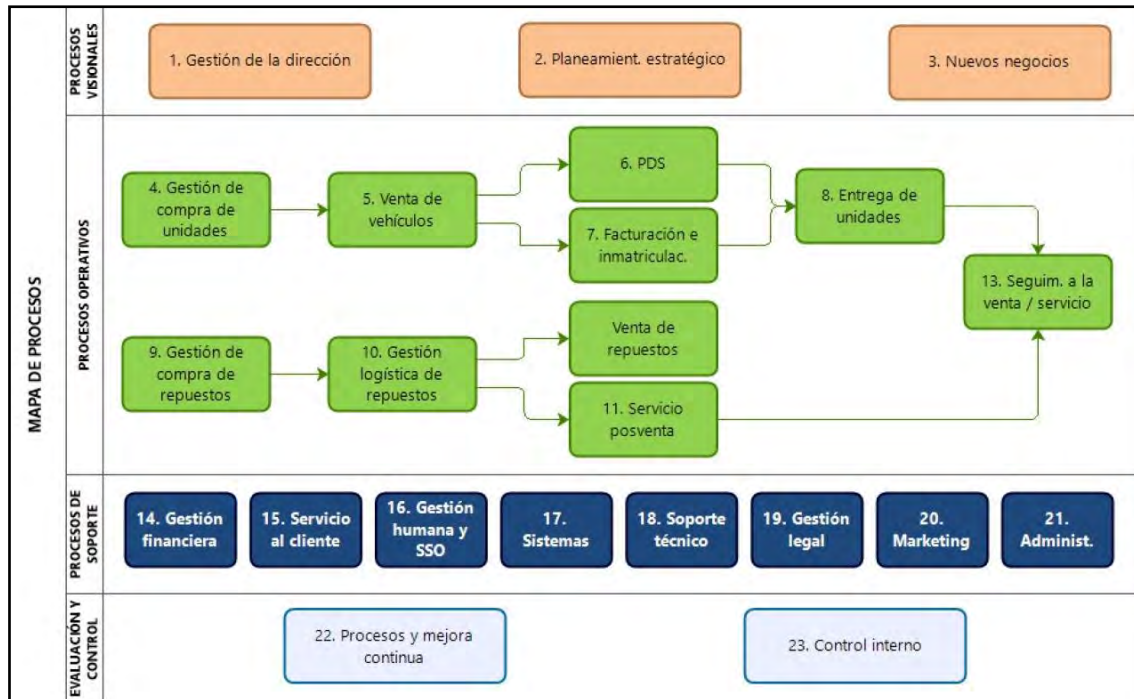 MAPA DE PROCESOS
PROCESOS
VISIONALES
1. Gestión de la dirección
2. Planeamient. estratégico
3. Nuevos negocios
PROCESOS OPERATIVOS
4. Gestión de
compra de
unidades
5. Venta de
vehículos
6. PDS
7. Facturación e
inmatriculac.
8. Entrega de
unidades
13. Seguim. a la
venta / servicio
9. Gestión de
compra de
repuestos
10. Gestión
logística de
repuestos
Venta de
repuestos
11. Servicio
posventa
PROCESOS DE
SOPORTE
14. Gestión
financiera
15. Servicio
al cliente
16. Gestión
humana y
SSO
17.
Sistemas
18. Soporte
técnico
19. Gestión
legal
20.
Marketing
21.
Administ.
EVALUACIÓN Y
CONTROL
22. Procesos y mejora
continua
23. Control interno